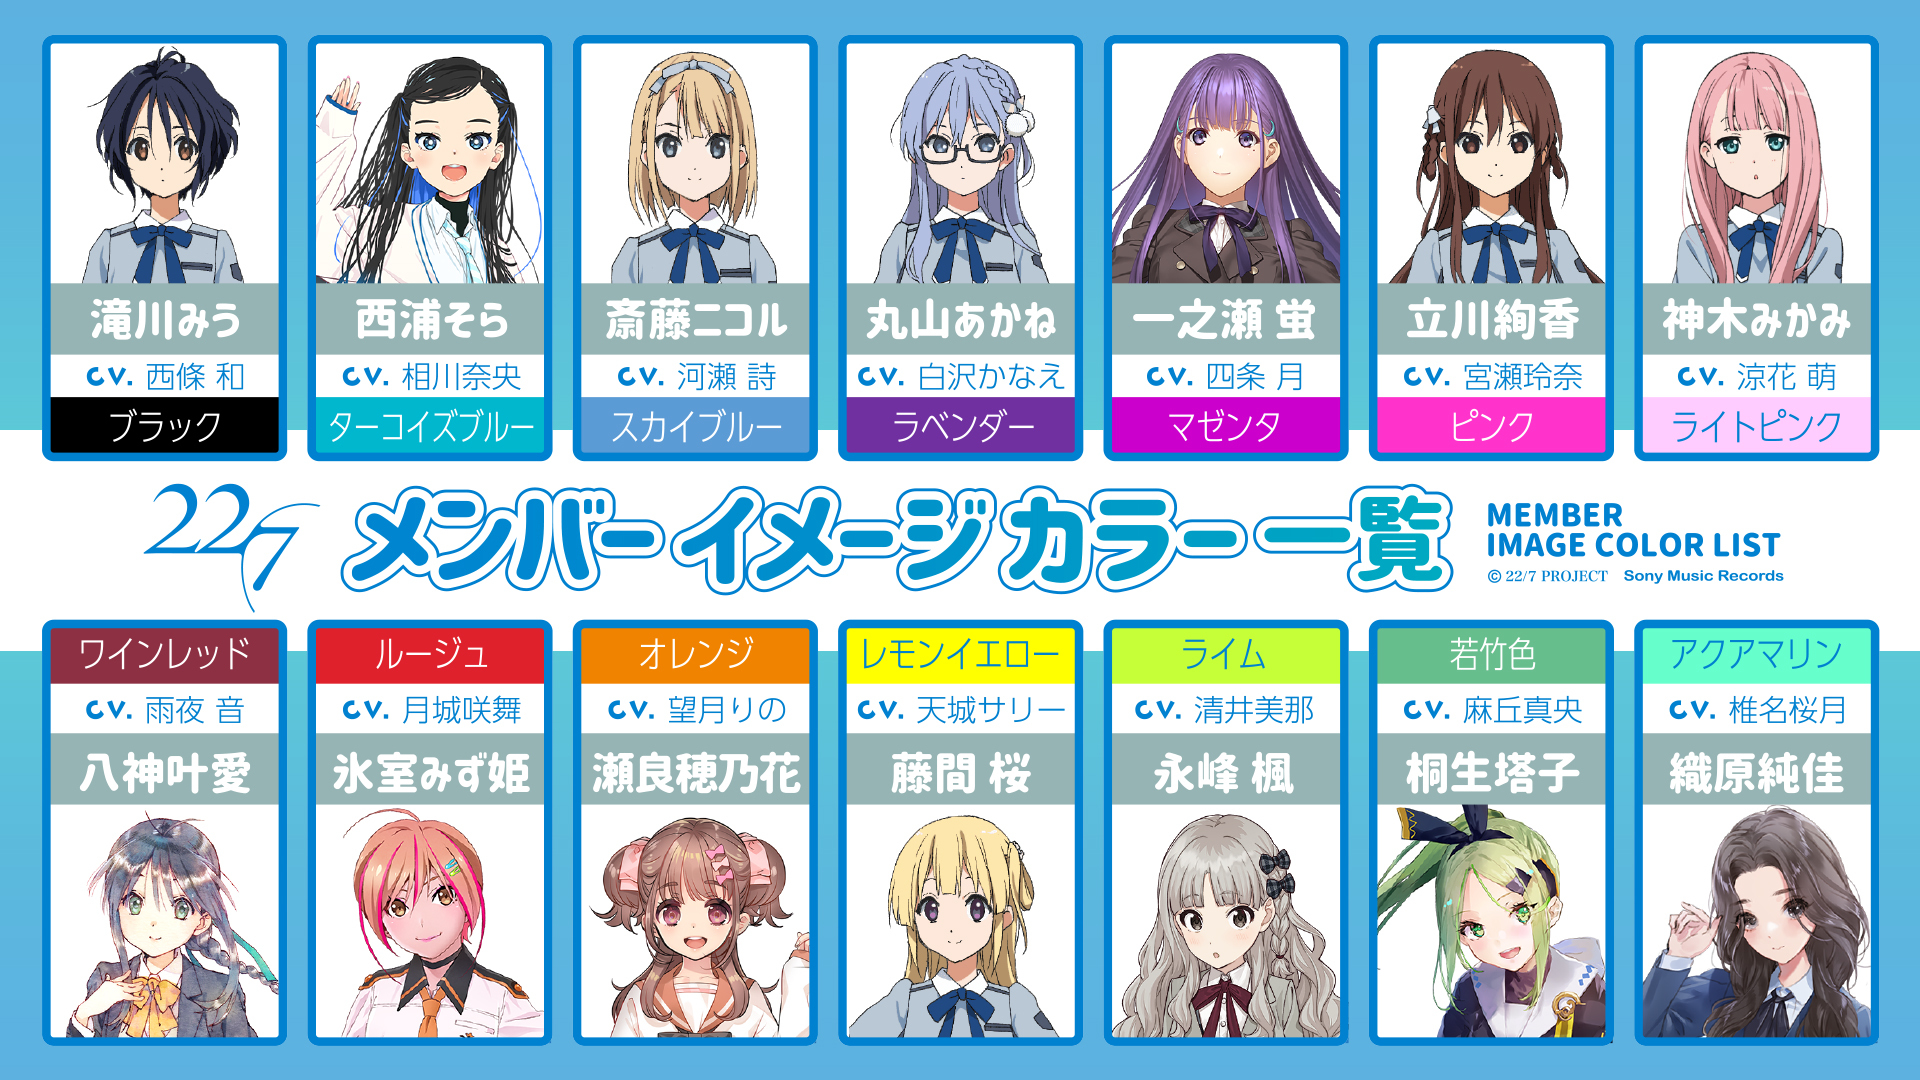 滝川みう
cv. 西條 和
ブラック
西浦そら
cv. 相川奈央
ターコイズブルー
斎藤ニコル
cv. 河瀬 詩
スカイブルー
丸山あかね
cv. 白沢かなえ
ラベンダー
一之瀬 蛍
cv. 四条 月
マゼンタ
立川絢香
cv. 宮瀬玲奈
ピンク
神木みかみ
cv. 涼花 萌
ライトピンク
22/7
メンバーイメージカラー一覧
MEMBER
IMAGE COLOR LIST
© 22/7 PROJECT Sony Music Records
ワインレッド
cv. 雨夜 音
八神叶愛
ルージュ
cv. 月城咲舞
氷室みず姫
オレンジ
cv. 望月りの
瀬良穂乃花
レモンイエロー
cv. 天城サリー
藤間 桜
ライム
cv. 清井美那
永峰 楓
若竹色
cv. 麻丘真央
桐生塔子
アクアマリン
cv. 椎名桜月
織原純佳